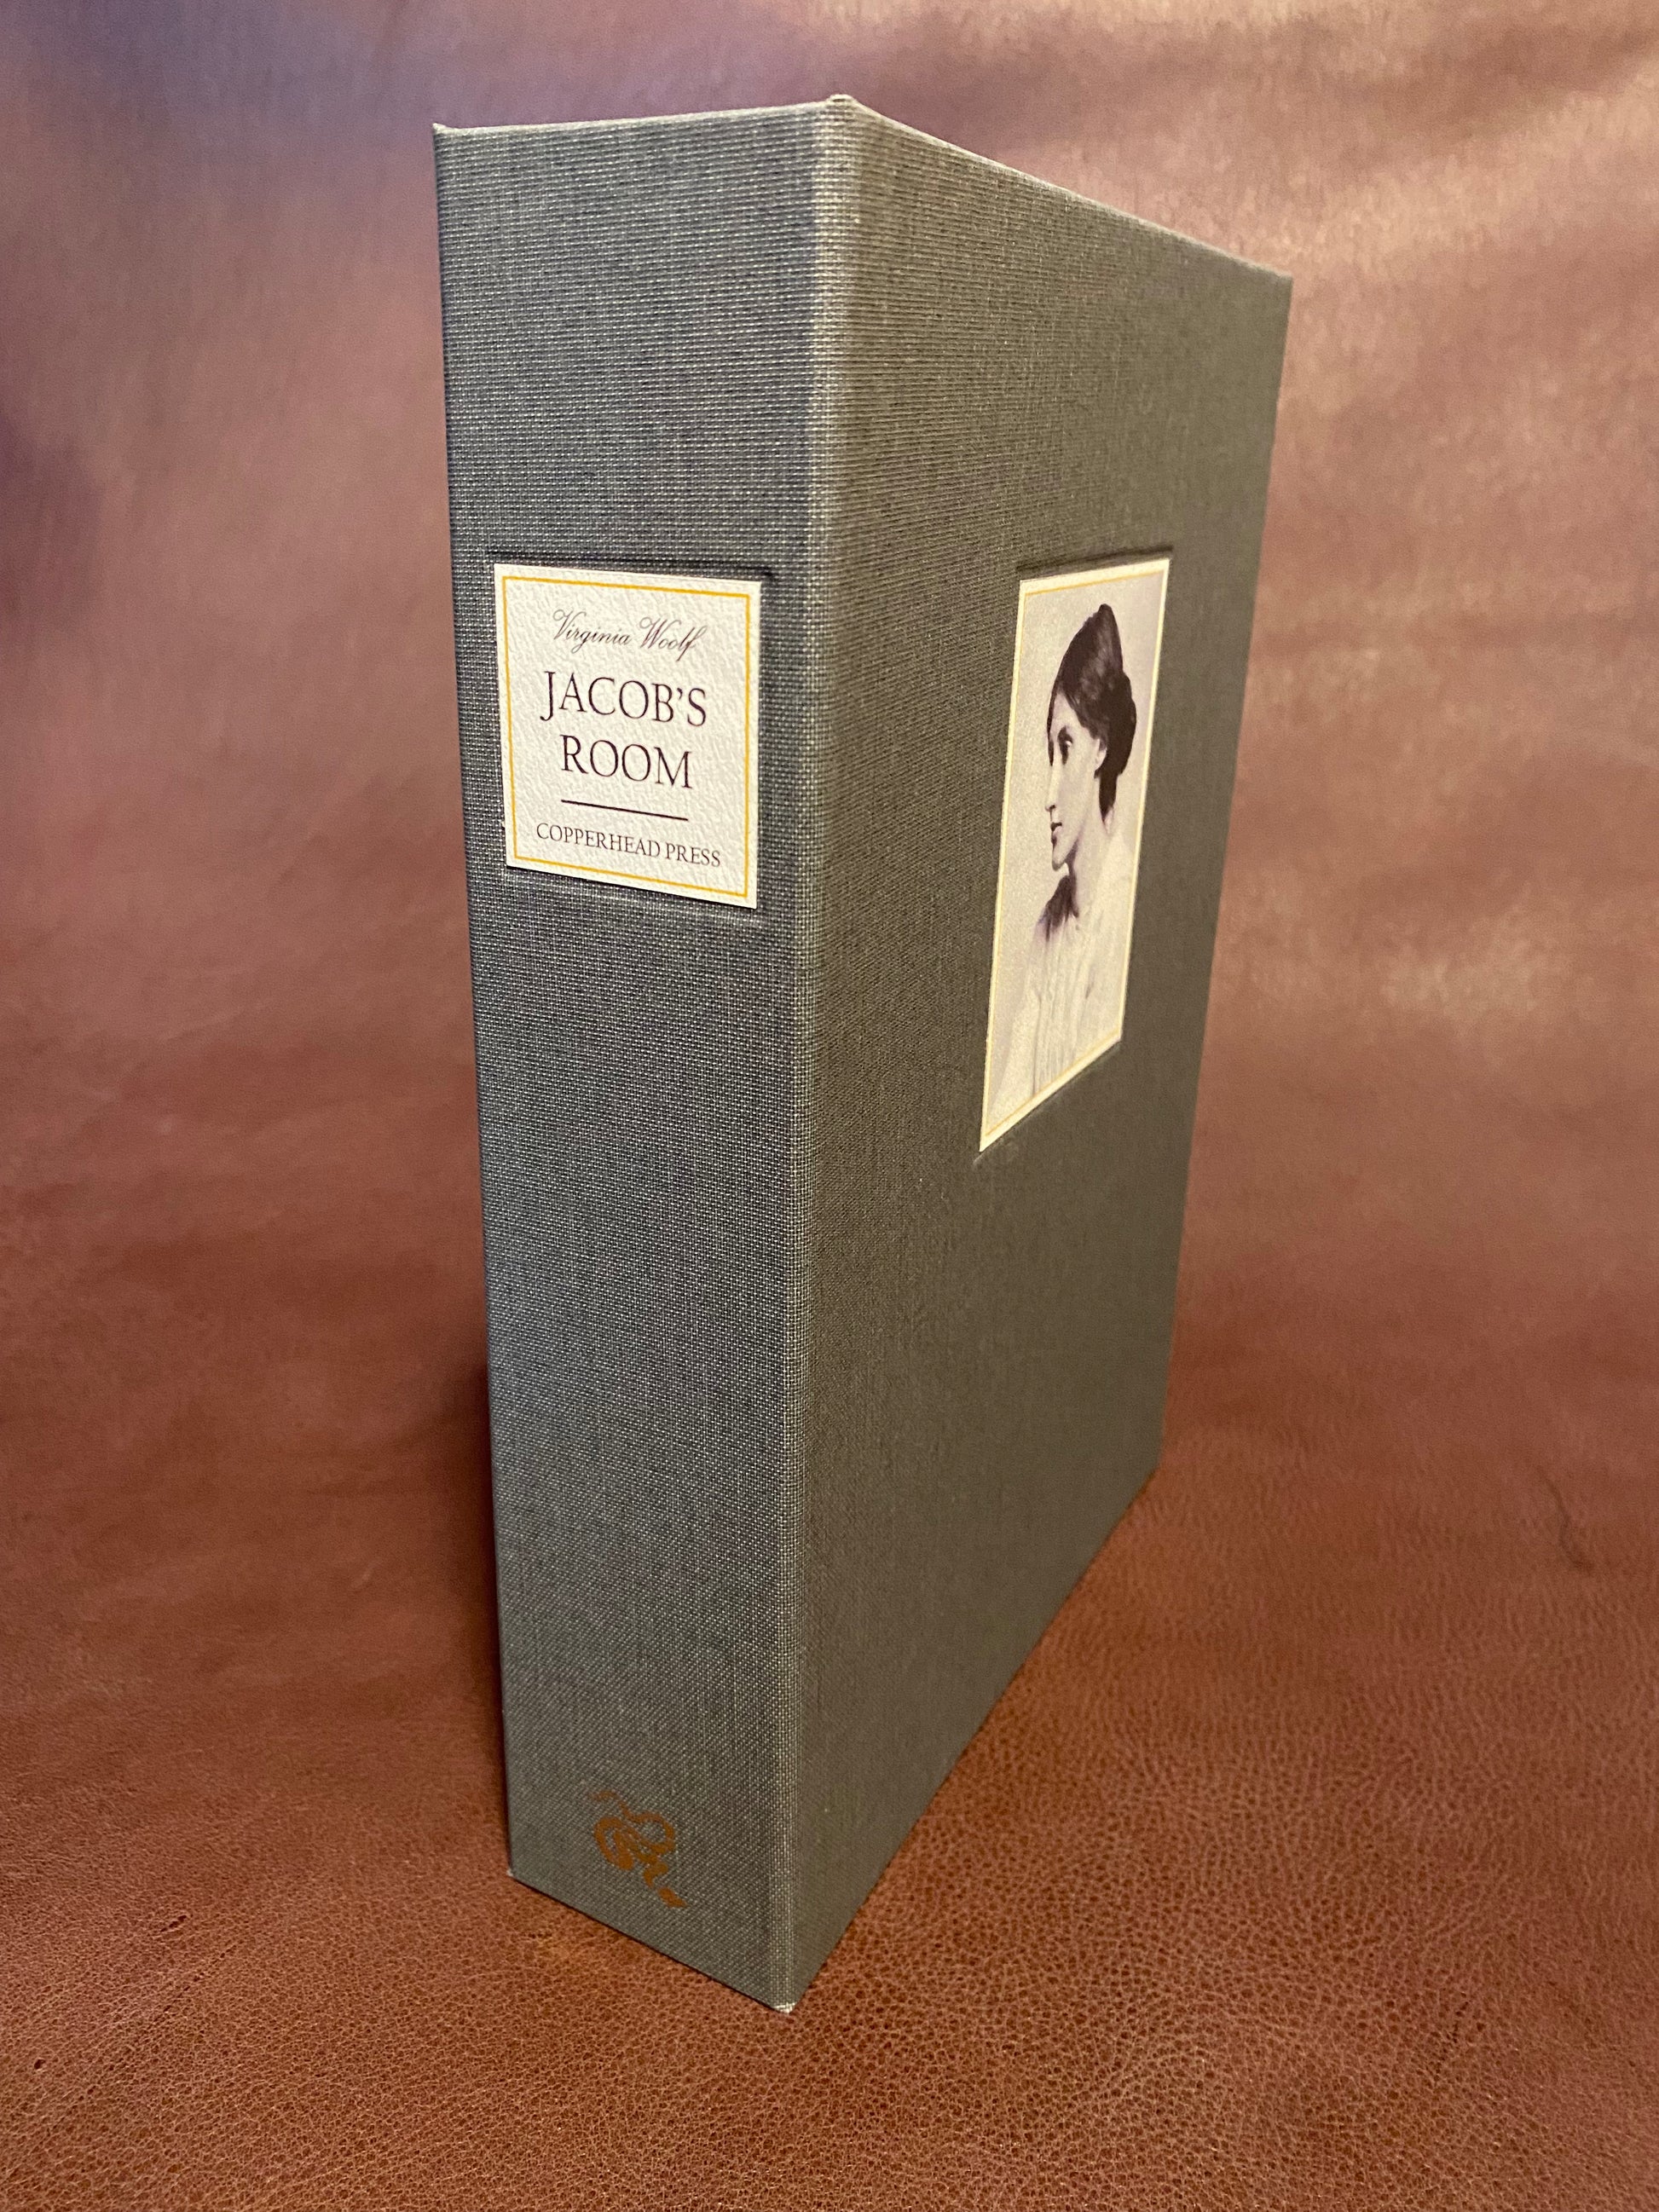 Virginia Woolf
JACOB'S
ROOM
COPPERHEAD PRESS